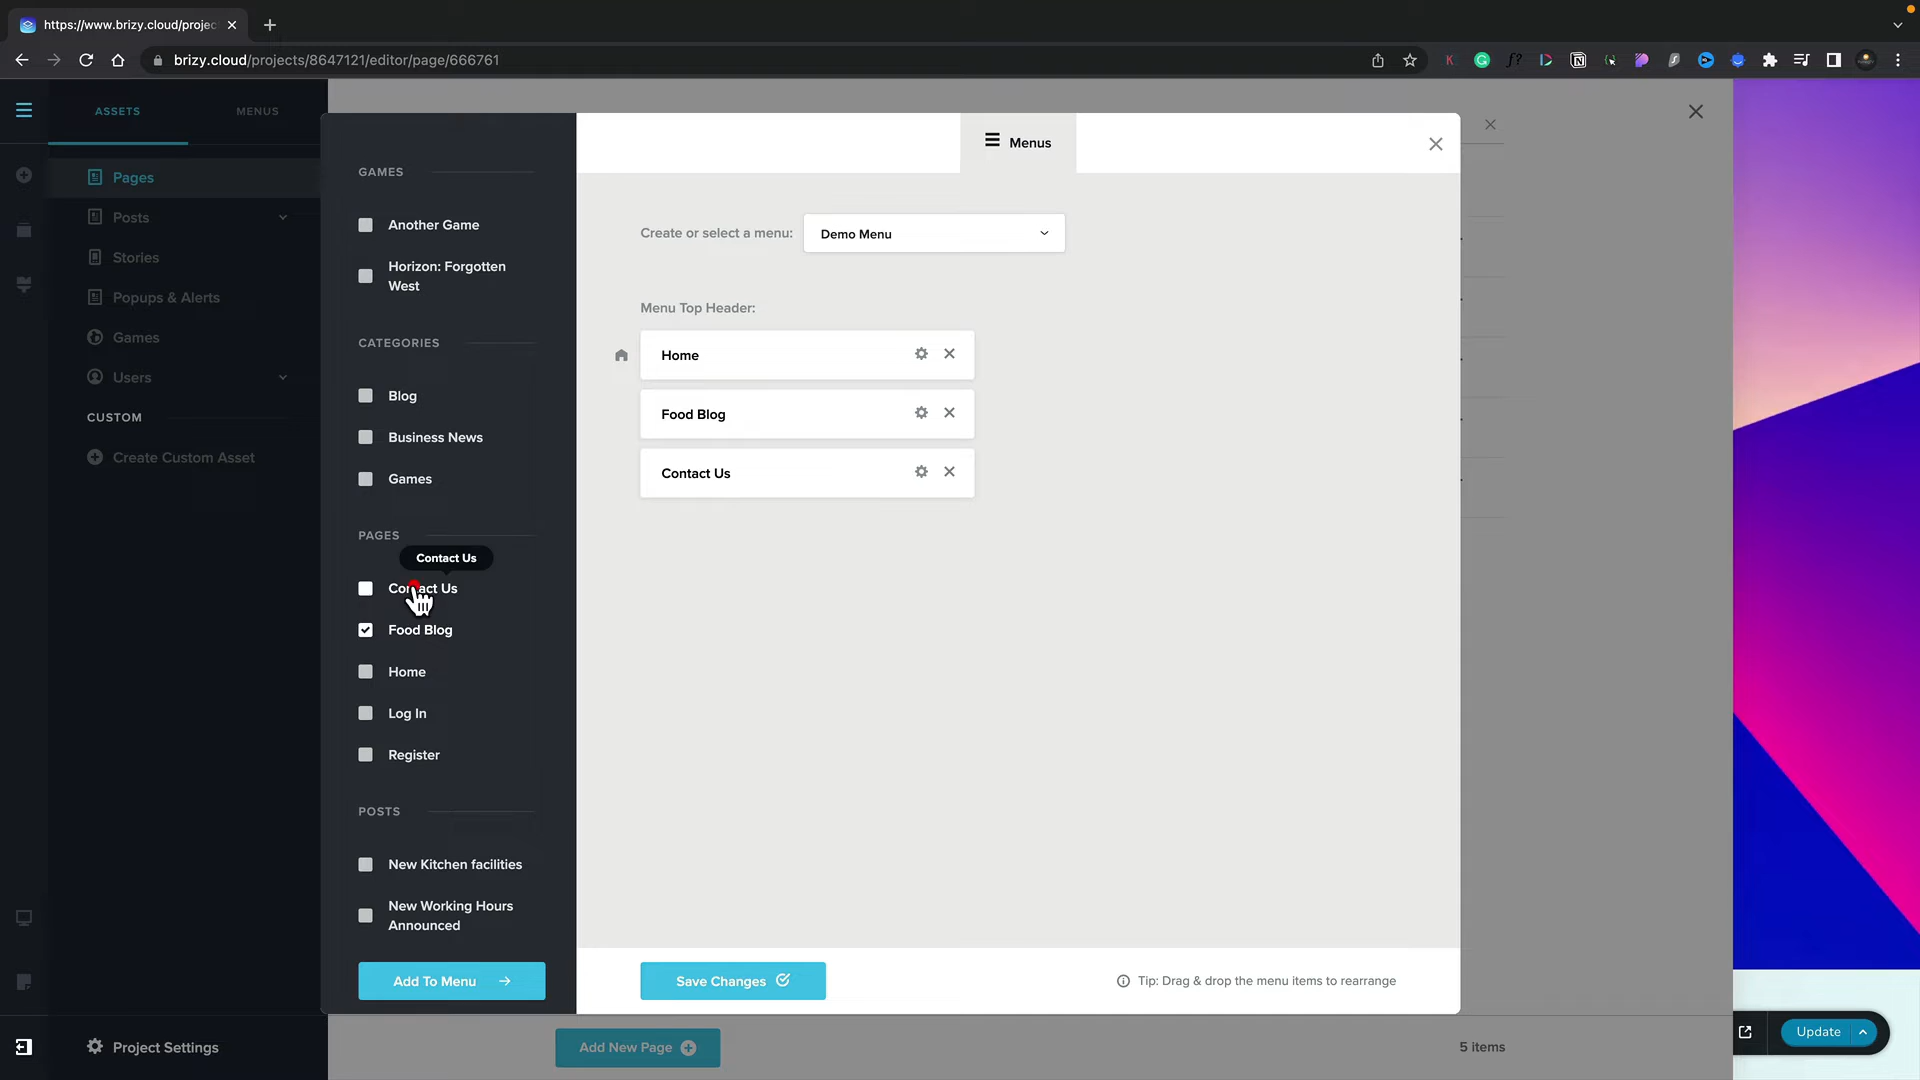 https://www.brizy.cloud/projec
brizy.cloud/projects/8647121/editor/page/666761
ASSETS
MENUS
Pages
Posts
Stories
Popups & Alerts
Games
Users
CUSTOM
Create Custom Asset
Project Settings
GAMES
Another Game
Horizon: Forgotten
West
CATEGORIES
Blog
Business News
Games
PAGES
Contact Us
Contact Us
Food Blog
Home
Log In
Register
POSTS
New Kitchen facilities
New Working Hours
Announced
Add To Menu
Menus
Create or select a menu:
Demo Menu
Menu Top Header:
Home
Food Blog
Contact Us
Save Changes
Tip: Drag & drop the menu items to rearrange
Add New Page
5 items
Update